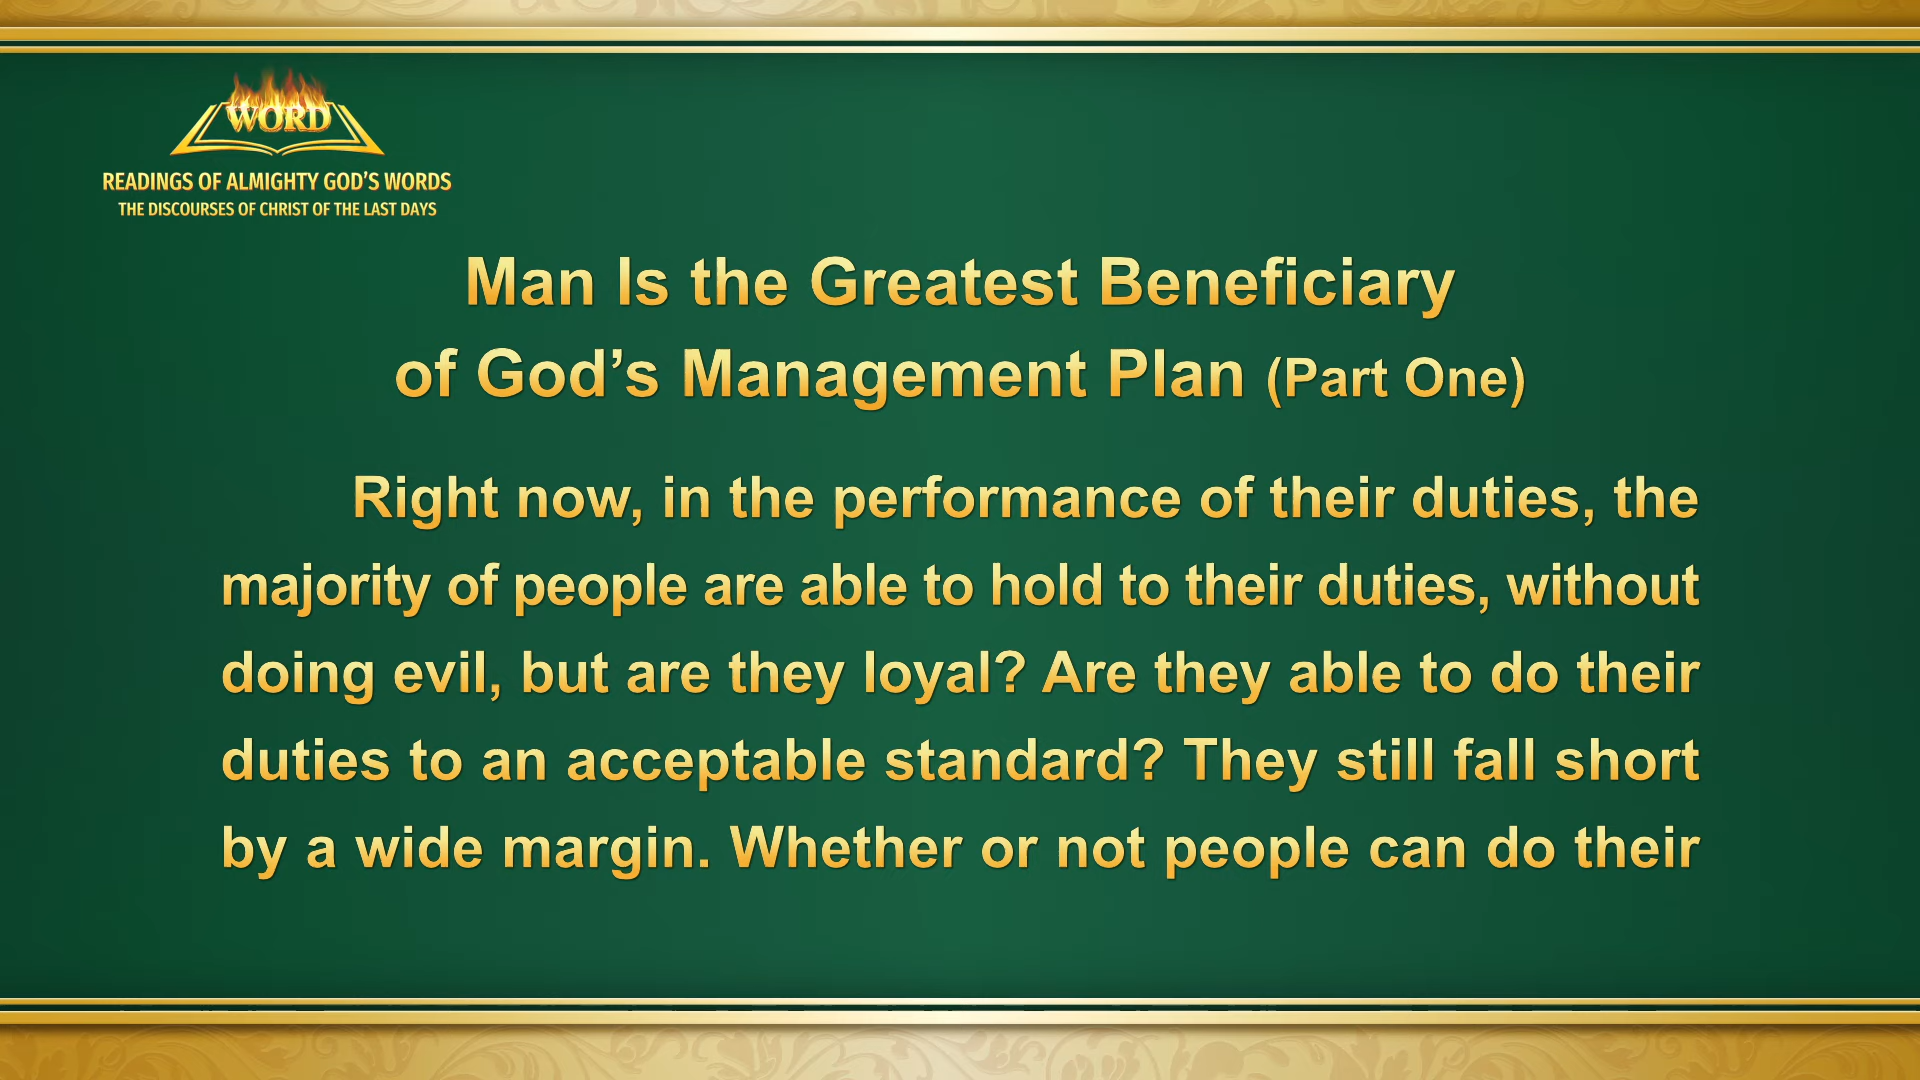 WORD
READINGS OF ALMIGHTY GOD’S WORDS
THE DISCOURSES OF CHRIST OF THE LAST DAYS
Man Is the Greatest Beneficiary
of God’s Management Plan (Part One)
Right now, in the performance of their duties, the
majority of people are able to hold to their duties, without
doing evil, but are they loyal? Are they able to do their
duties to an acceptable standard? They still fall short
by a wide margin. Whether or not people can do their